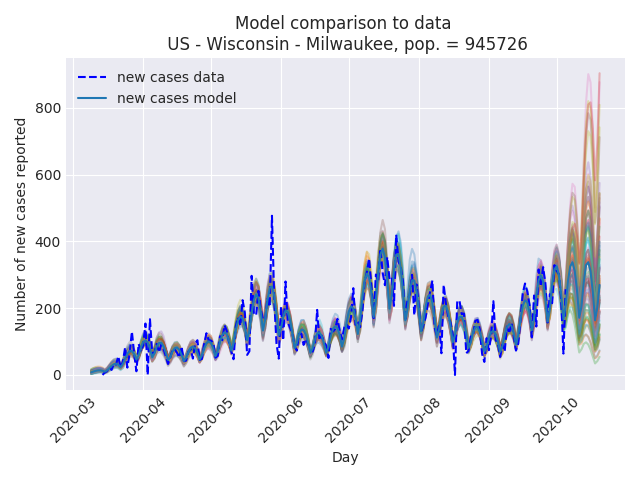 Model comparison to data
US - Wisconsin - Milwaukee, pop. = 945726
new cases data
new cases model
Number of new cases reported
800
600
400
200
0
2020-03
2020-04
2020-05
2020-06
2020-07
2020-08
2020-09
2020-10
Day